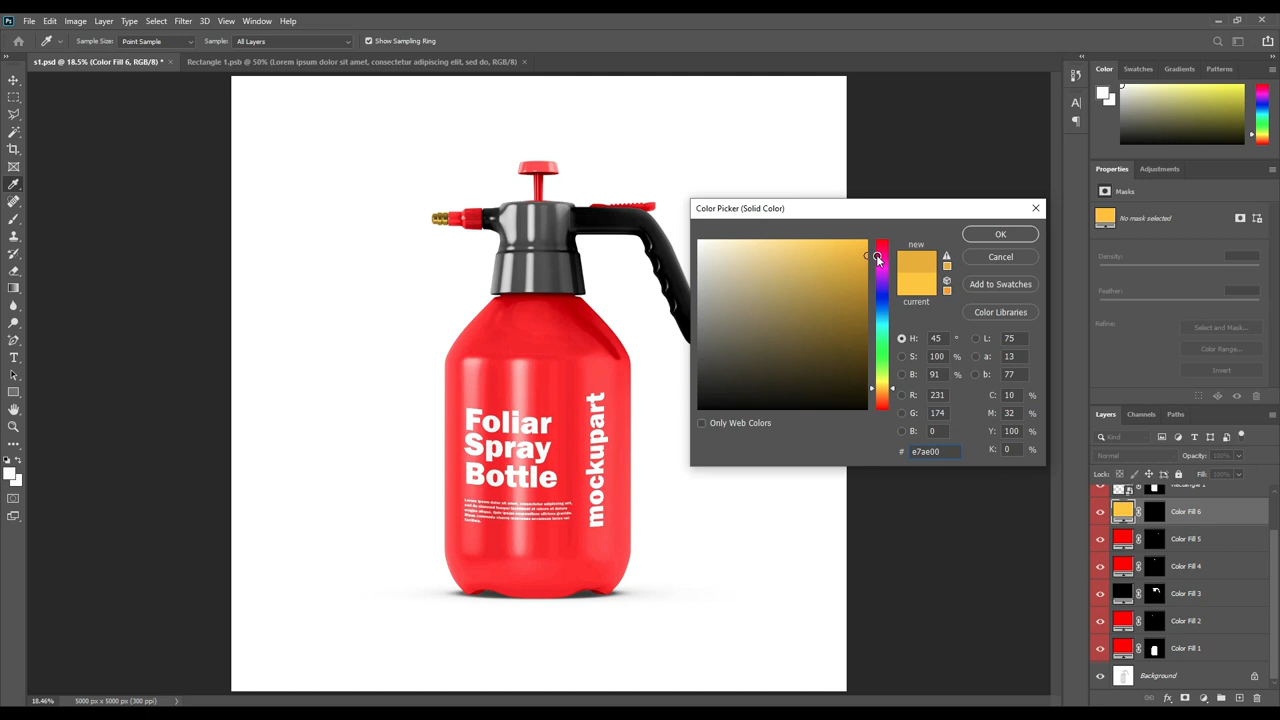 Ps File Edit Image Layer Type Select Filter 3D View Window Help
Sample Size: Point Sample Sample: All Layers Show Sampling Ring
s1.psd @ 18.5% (Color Fill 6, RGB/8) * × Rectangle 1.psb @ 50% (Lorem ipsum dolor sit amet, consectetur adipiscing elit, sed do, RGB/8) ×
Color Swatches Gradients Patterns
Properties Adjustments
Masks
No mask selected
Density:
Feather:
Refine:
Select and Mask...
Color Range...
Invert
Color Picker (Solid Color)
new
current
OK
Cancel
Add to Swatches
Color Libraries
H: 45 ° L: 75
S: 100 % a: 13
B: 91 % b: 77
R: 231 C: 10 %
G: 174 M: 32 %
B: 0 Y: 100 %
# e7ae00 K: 0 %
Only Web Colors
Foliar
Spray
Bottle
mockupart
Layers Channels Paths
Kind
Normal Opacity: 100%
Lock: Fill: 100%
Rectangle 1
Color Fill 6
Color Fill 5
Color Fill 4
Color Fill 3
Color Fill 2
Color Fill 1
Background
18.46% 5000 px x 5000 px (300 ppi)